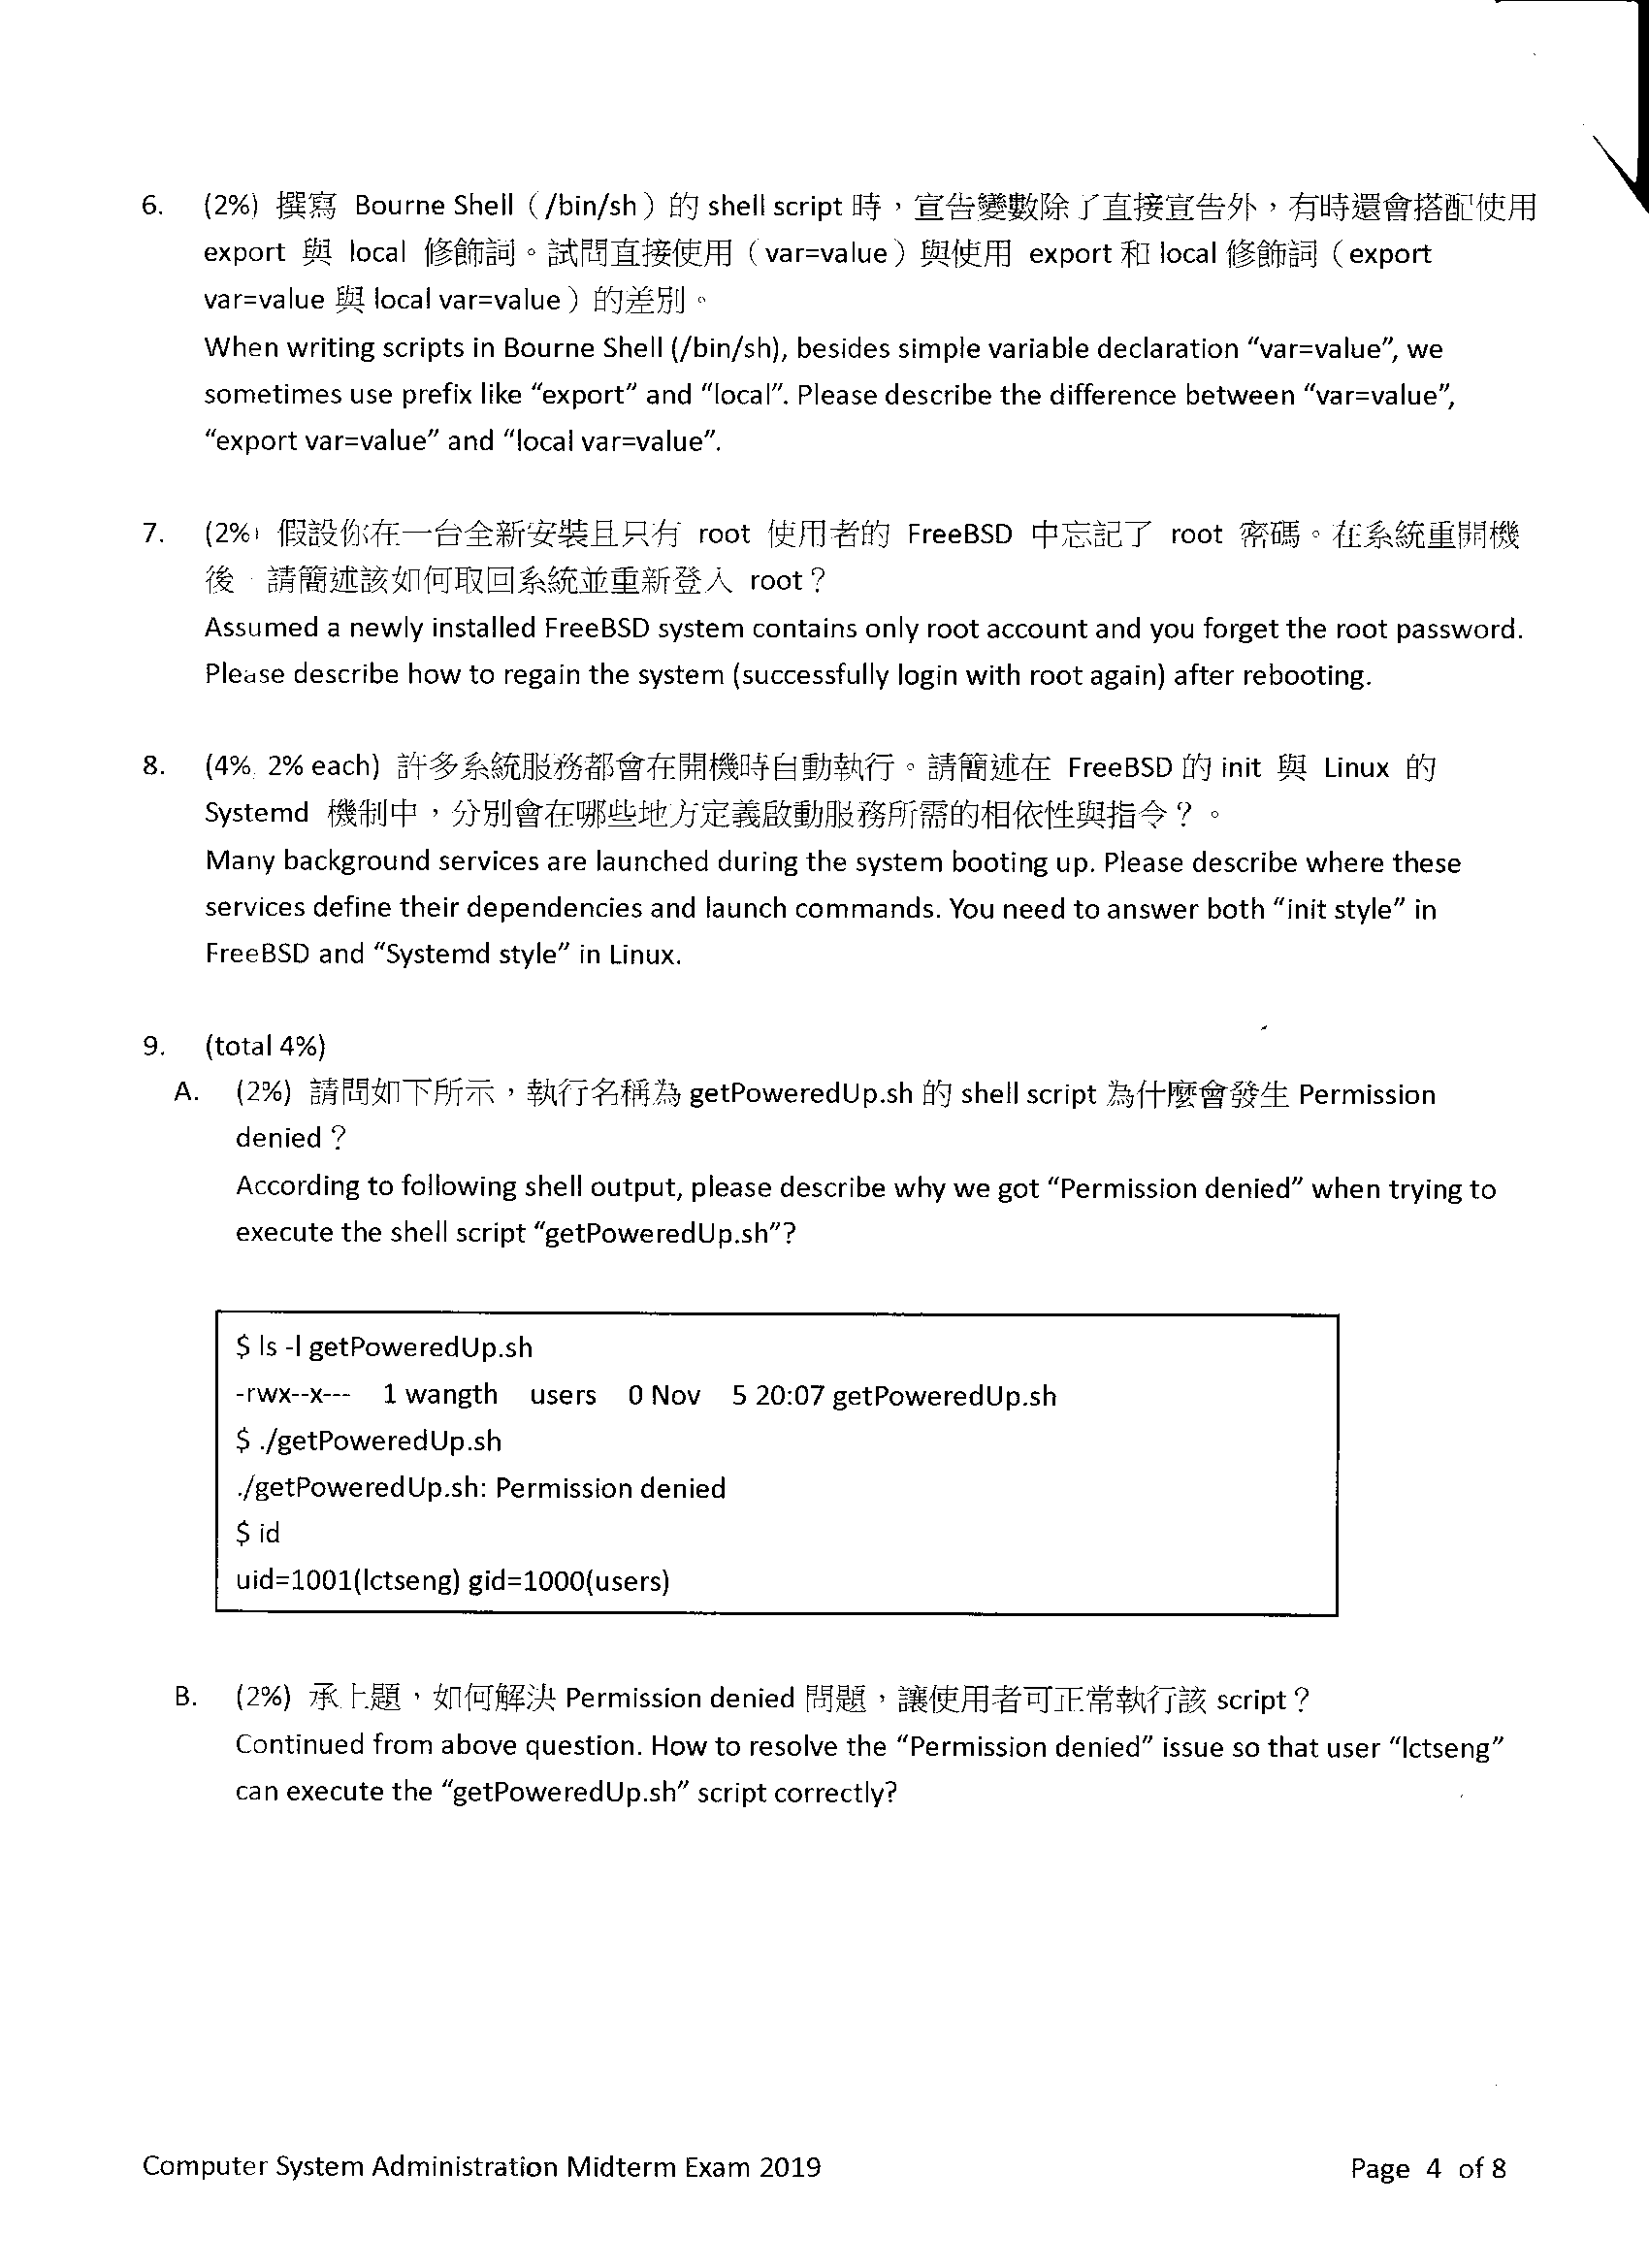 6. (2%) 撰寫 Bourne Shell（/bin/sh）的 shell script 時，宣告變數除了直接宣告外，有時還會搭配使用
export 與 local 修飾詞。試問直接使用（var=value）與使用 export 和 local 修飾詞（export
var=value 與 local var=value）的差別。
When writing scripts in Bourne Shell (/bin/sh), besides simple variable declaration “var=value”, we
sometimes use prefix like “export” and “local”. Please describe the difference between “var=value”,
“export var=value” and “local var=value”.
7. (2%) 假設你在一台全新安裝且只有 root 使用者的 FreeBSD 中忘記了 root 密碼。在系統重開機
後 請簡述該如何取回系統並重新登入 root？
Assumed a newly installed FreeBSD system contains only root account and you forget the root password.
Please describe how to regain the system (successfully login with root again) after rebooting.
8. (4%, 2% each) 許多系統服務都會在開機時自動執行。請簡述在 FreeBSD 的 init 與 Linux 的
Systemd 機制中，分別會在哪些地方定義啟動服務所需的相依性與指令？。
Many background services are launched during the system booting up. Please describe where these
services define their dependencies and launch commands. You need to answer both “init style” in
FreeBSD and “Systemd style” in Linux.
9. (total 4%)
A. (2%) 請問如下所示，執行名稱為 getPoweredUp.sh 的 shell script 為什麼會發生 Permission
denied？
According to following shell output, please describe why we got “Permission denied” when trying to
execute the shell script “getPoweredUp.sh”?
$ ls -l getPoweredUp.sh
-rwx--x--- 1 wangth users 0 Nov 5 20:07 getPoweredUp.sh
$ ./getPoweredUp.sh
./getPoweredUp.sh: Permission denied
$ id
uid=1001(lctseng) gid=1000(users)
B. (2%) 承上題，如何解決 Permission denied 問題，讓使用者可正常執行該 script？
Continued from above question. How to resolve the “Permission denied” issue so that user “lctseng”
can execute the “getPoweredUp.sh” script correctly?
Computer System Administration Midterm Exam 2019
Page 4 of 8